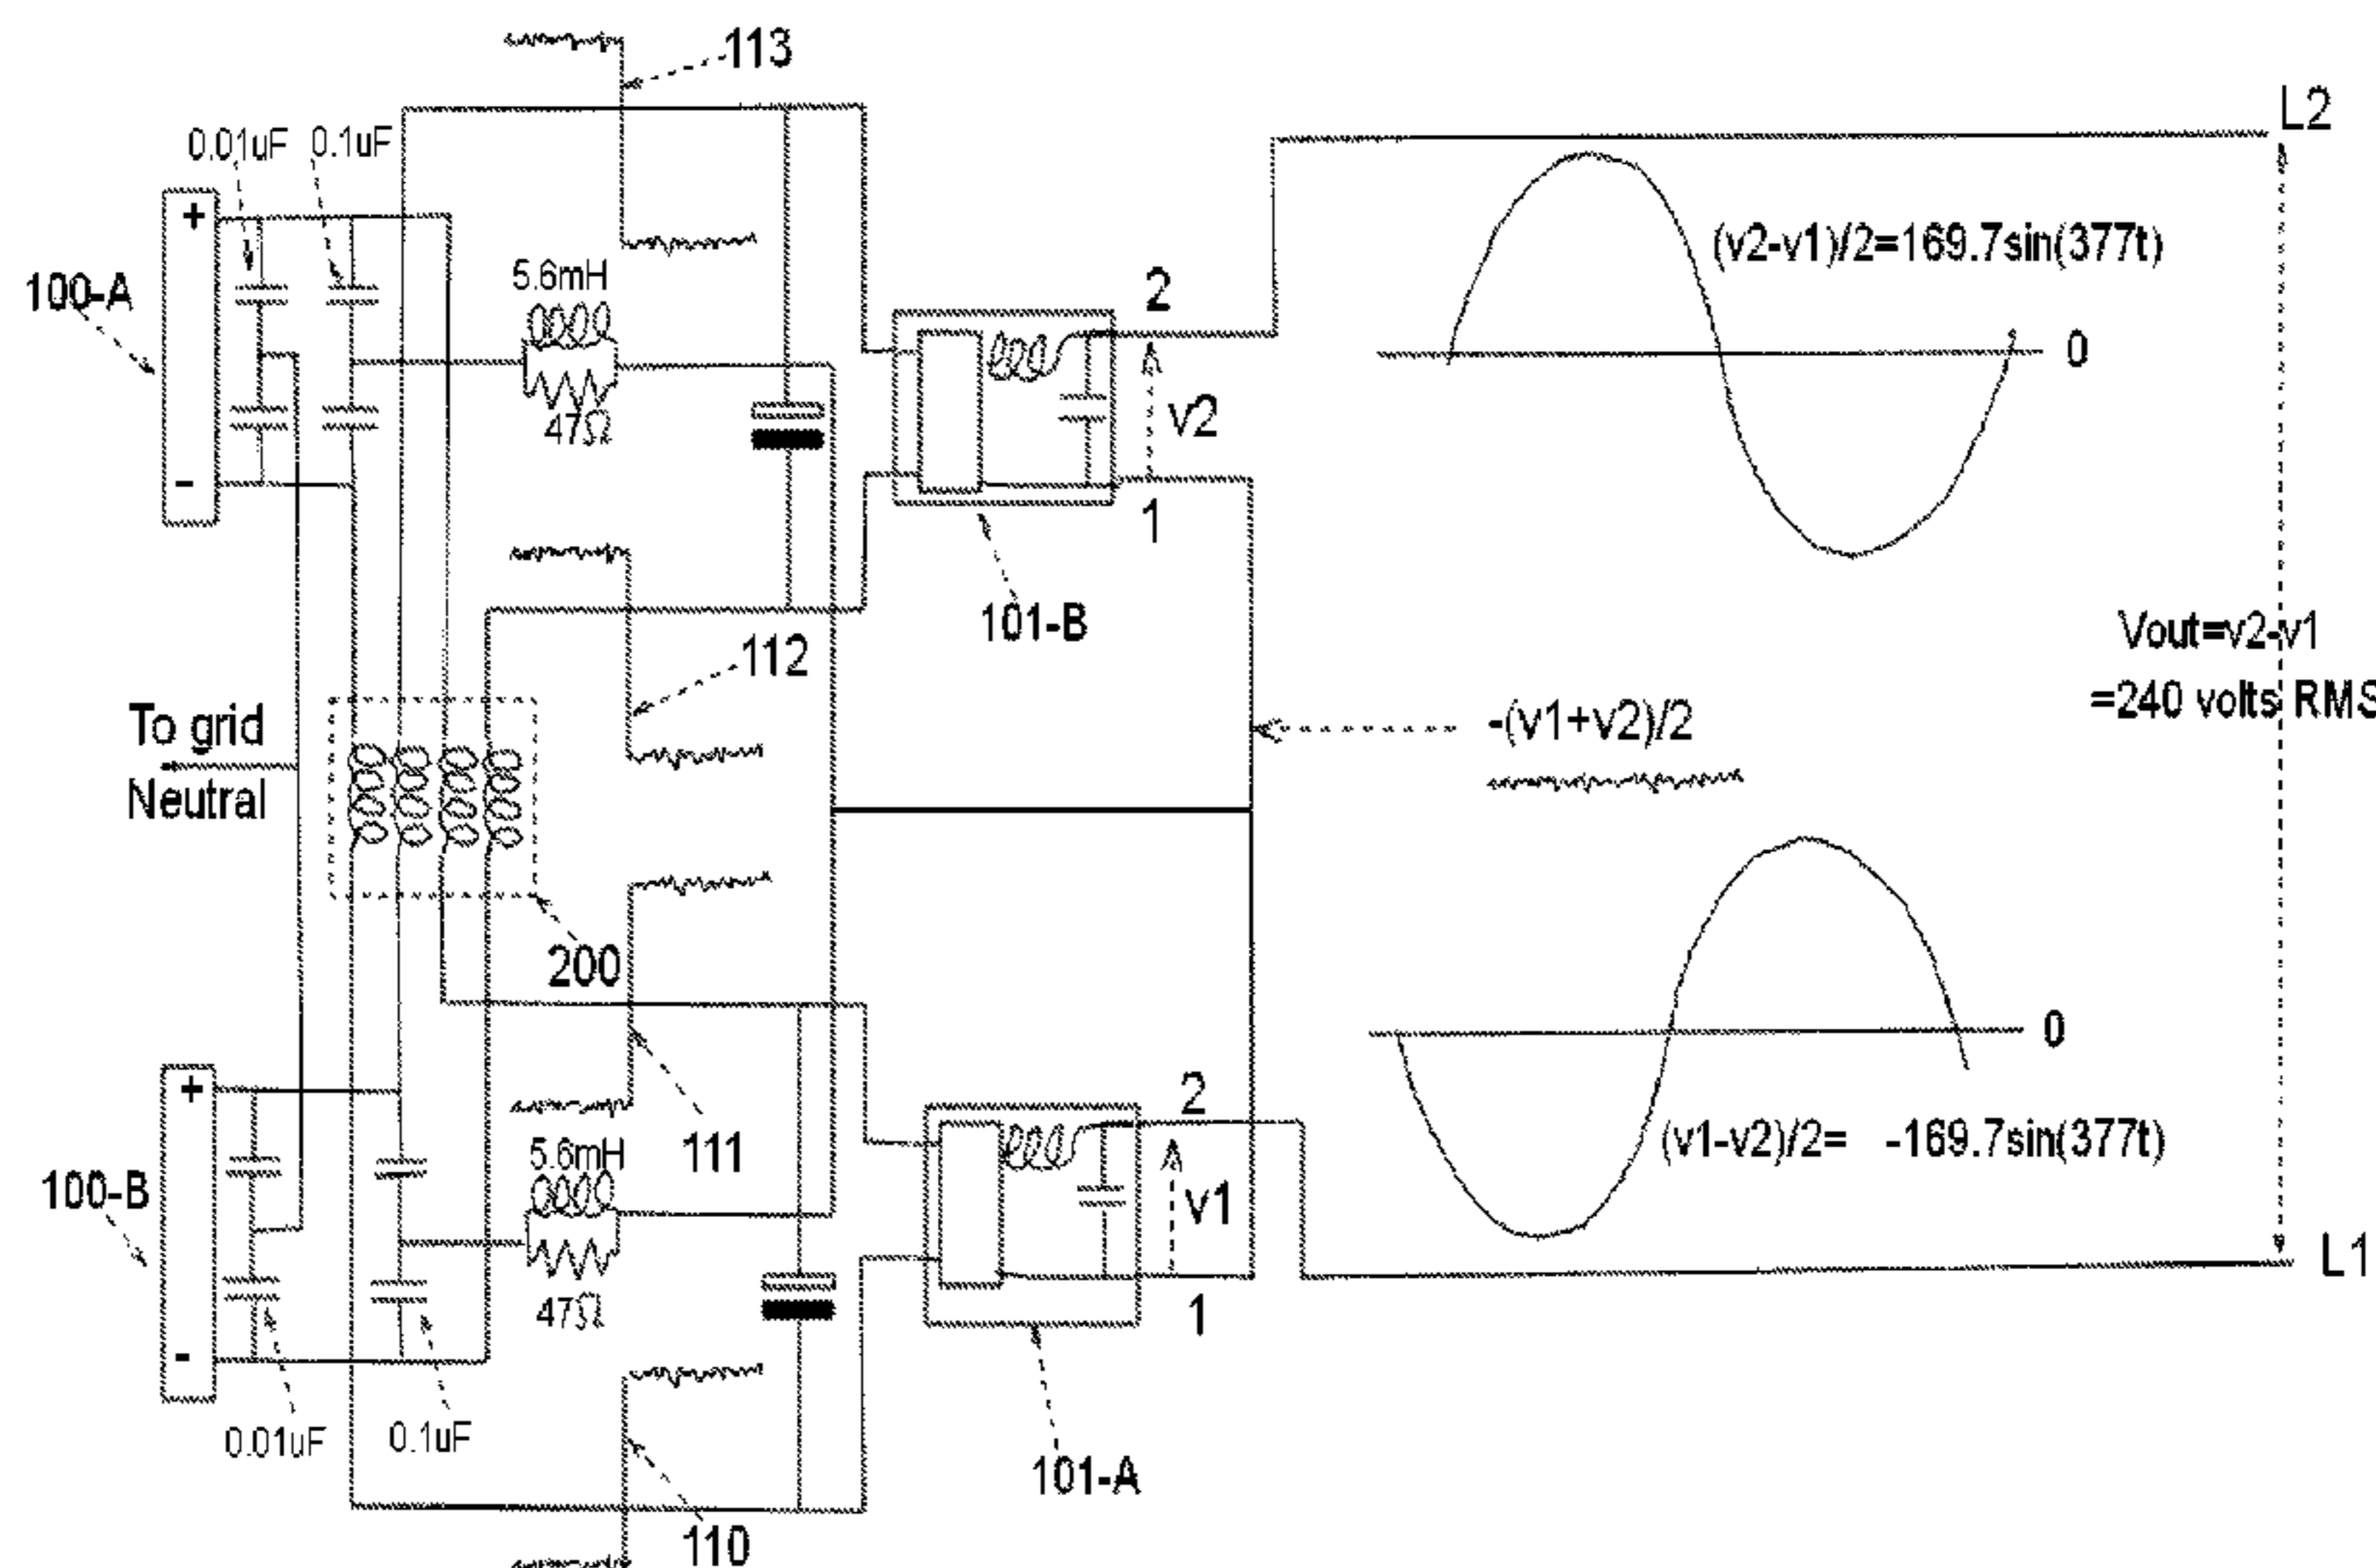 113
L2
0.01uF 0.1uF
+
(v2-v1)/2=169.7sin(377t)
100-A
5.6mH
2
0
47Ω
v2
-
1
101-B
Vout=v2-v1
=240 volts RMS
112
To grid
Neutral
-(v1+v2)/2
200
0
+
2
111
5.6mH
(v1-v2)/2= -169.7sin(377t)
100-B
v1
L1
47Ω
1
-
0.01uF
0.1uF
101-A
110